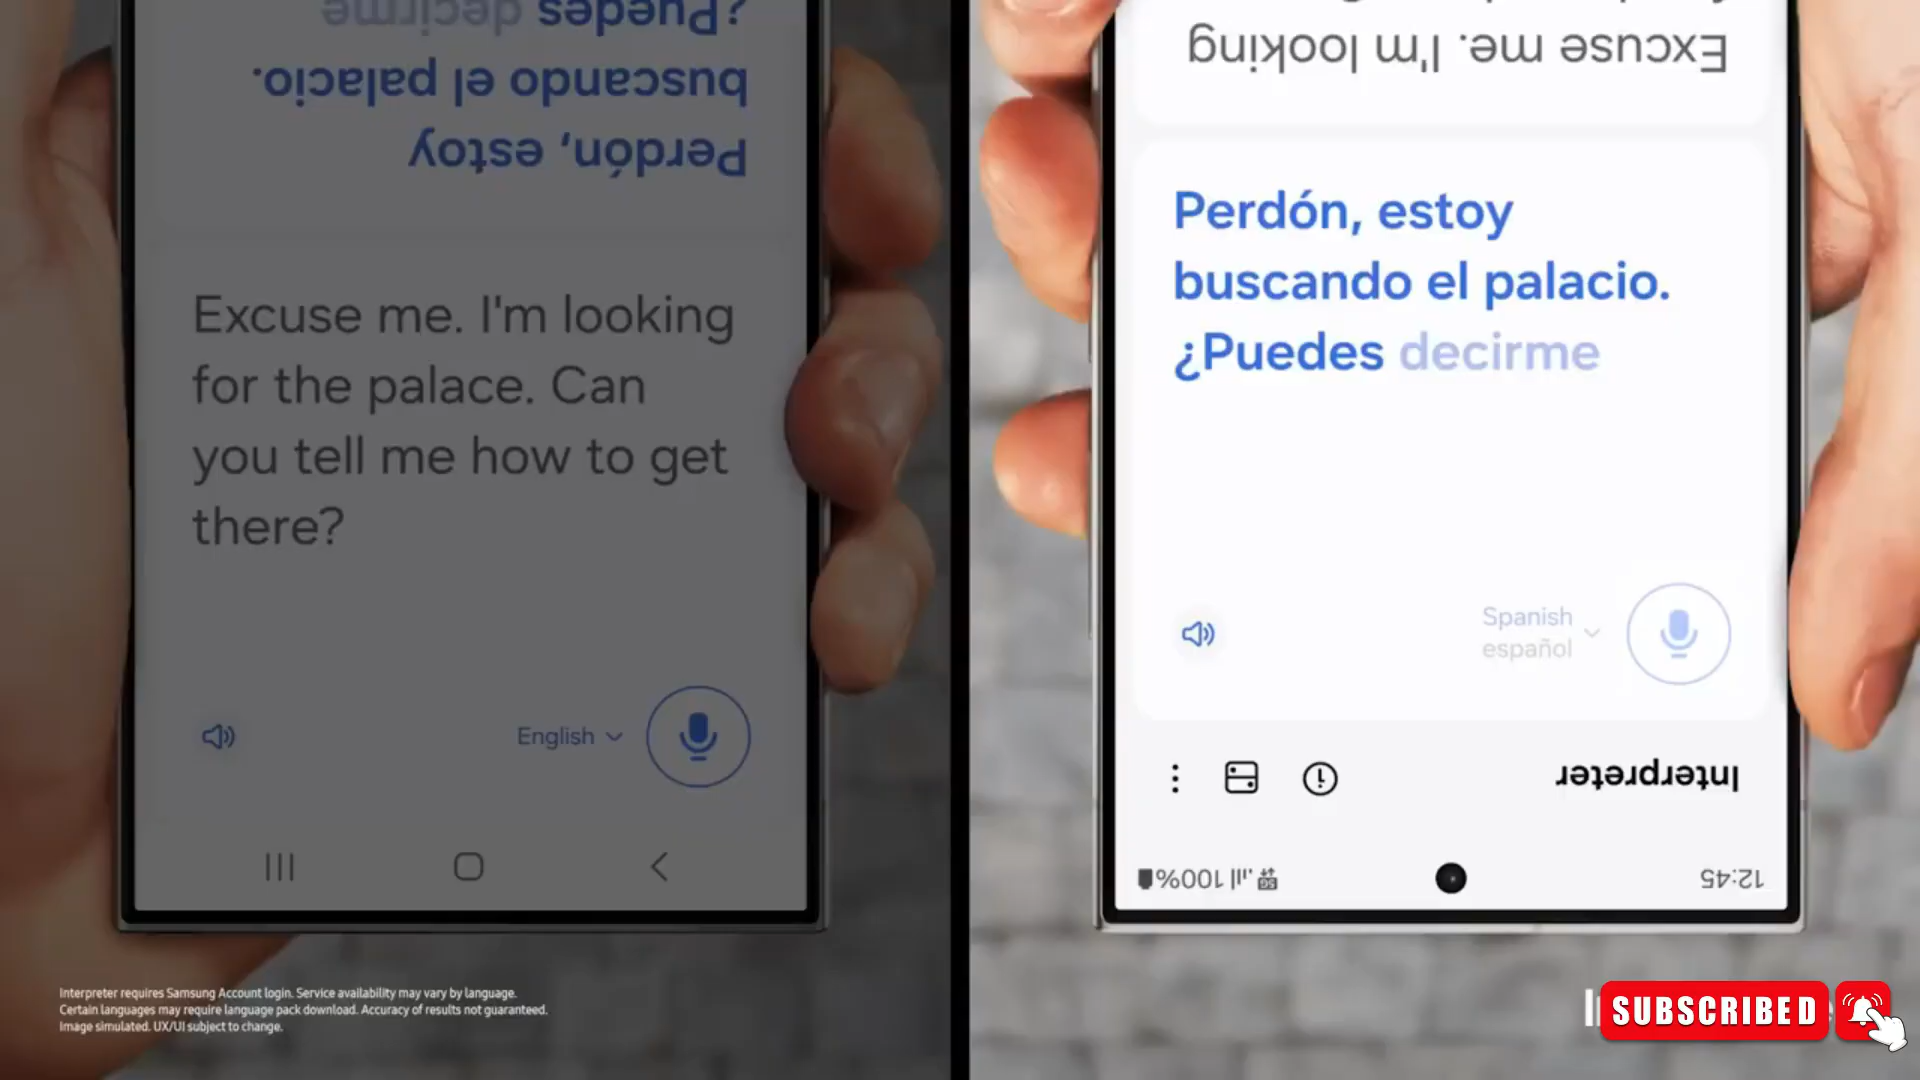 ?Puedes decirme
buscando el palacio.
Perdón, estoy
Excuse me. I'm looking
for the palace. Can
you tell me how to get
there?
English
Interpreter requires Samsung Account login. Service availability may vary by language.
Certain languages may require language pack download. Accuracy of results not guaranteed.
Image simulated. UX/UI subject to change.
Excuse me. I'm looking
Perdón, estoy
buscando el palacio.
¿Puedes decirme
Spanish
español
Interpreter
12:45
5G
100%
SUBSCRIBED